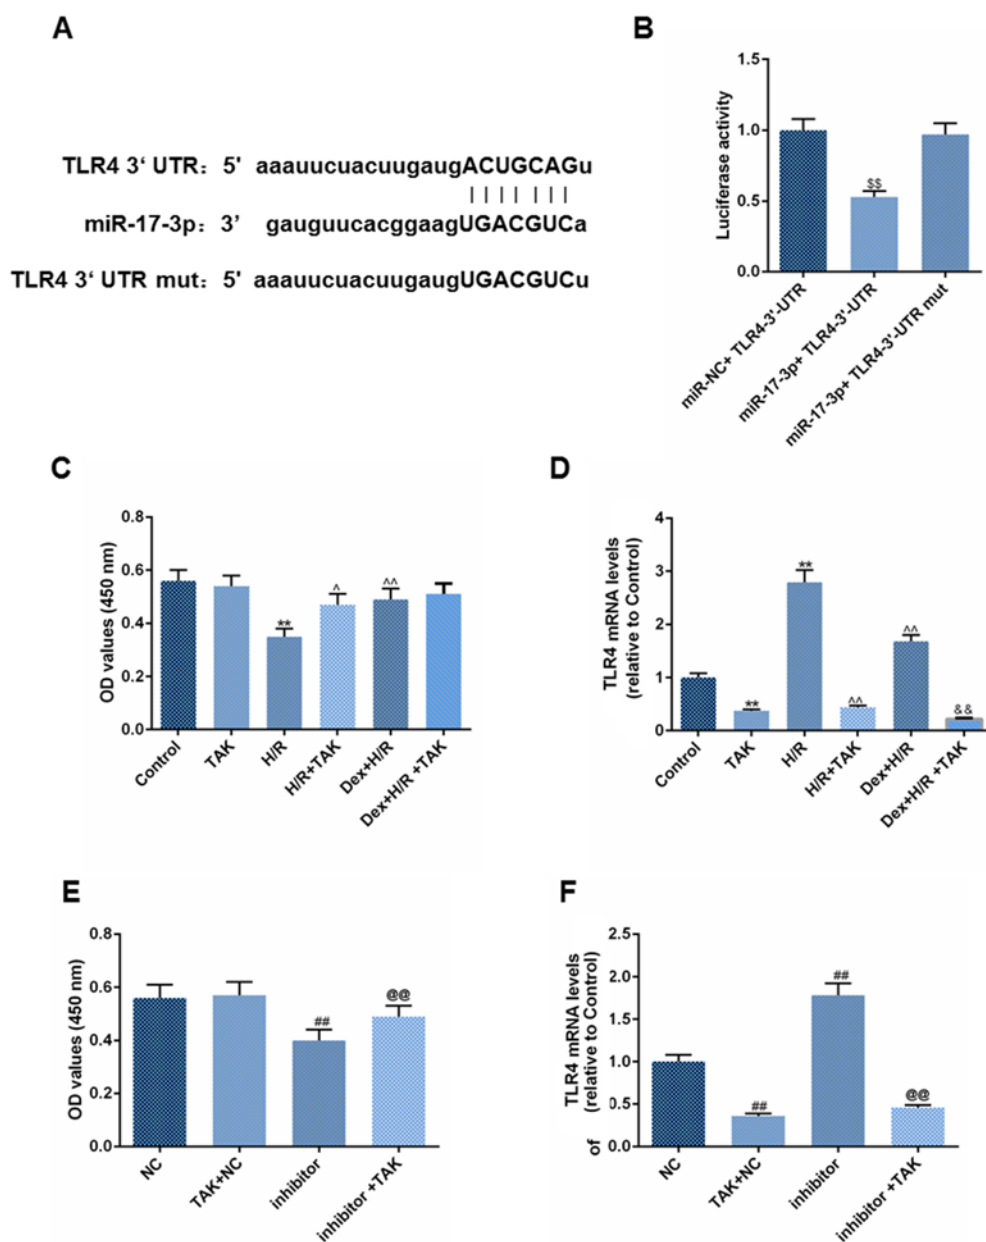 A
TLR4 3‘ UTR: 5' aaauucuacuugaugACUGCAGu
miR-17-3p: 3’ gauguucacggaagUGACGUCa
TLR4 3‘ UTR mut: 5' aaauucuacuugaugUGACGUCu
B
Luciferase activity
1.5
1.0
0.5
0.0
$$
miR-NC+ TLR4-3'-UTR
miR-17-3p+ TLR4-3'-UTR
miR-17-3p+ TLR4-3'-UTR mut
C
OD values (450 nm)
0.8
0.6
0.4
0.2
0.0
**
^
^^
Control
TAK
H/R
H/R+TAK
Dex+H/R
Dex+H/R +TAK
D
TLR4 mRNA levels
(relative to Control)
4
3
2
1
0
**
**
^^
^^
&&
Control
TAK
H/R
H/R+TAK
Dex+H/R
Dex+H/R +TAK
E
OD values (450 nm)
0.8
0.6
0.4
0.2
0.0
##
@@
NC
TAK+NC
inhibitor
inhibitor +TAK
F
TLR4 mRNA levels
(relative to Control)
of
2.5
2.0
1.5
1.0
0.5
0.0
##
##
@@
NC
TAK+NC
inhibitor
inhibitor +TAK